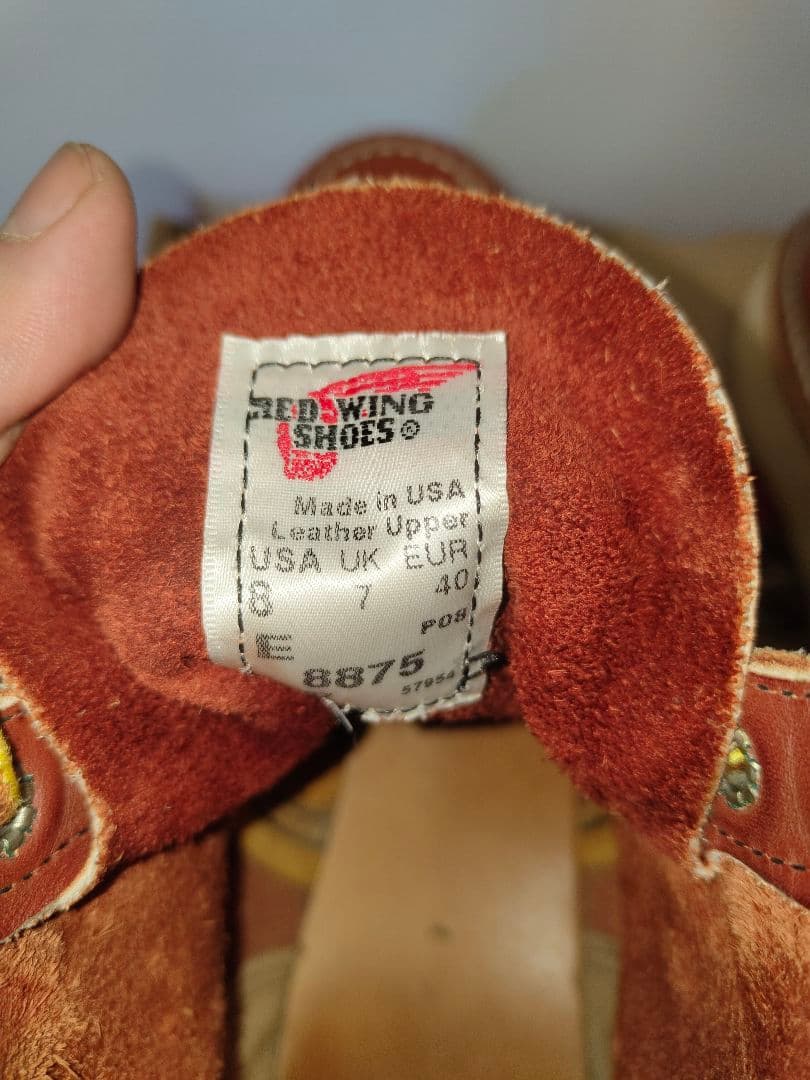 RED WING
SHOES®
Made in USA
Leather Upper
USA UK EUR
8 7 40
E P08
8875
57954